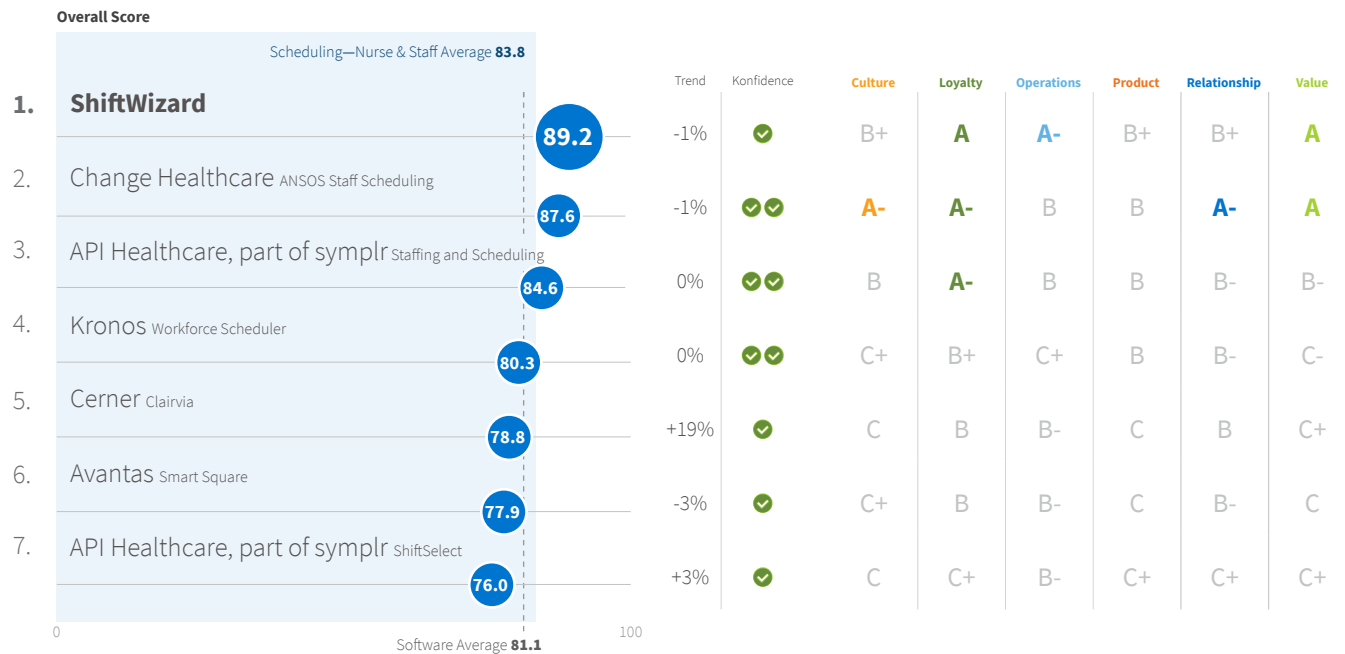 Overall Score
Scheduling—Nurse & Staff Average 83.8
Trend Konfidence Culture Loyalty Operations Product Relationship Value
1. ShiftWizard
89.2 -1% B+ A A- B+ B+ A
2. Change Healthcare ANSOS Staff Scheduling
87.6 -1% A- A- B B A- A
3. API Healthcare, part of symplr Staffing and Scheduling
84.6 0% B A- B B B- B-
4. Kronos Workforce Scheduler
80.3 0% C+ B+ C+ B B- C-
5. Cerner Clairvia
78.8 +19% C B B- C B C+
6. Avantas Smart Square
77.9 -3% C+ B B- C B- C
7. API Healthcare, part of symplr ShiftSelect
76.0 +3% C C+ B- C+ C+ C+
0 100
Software Average 81.1